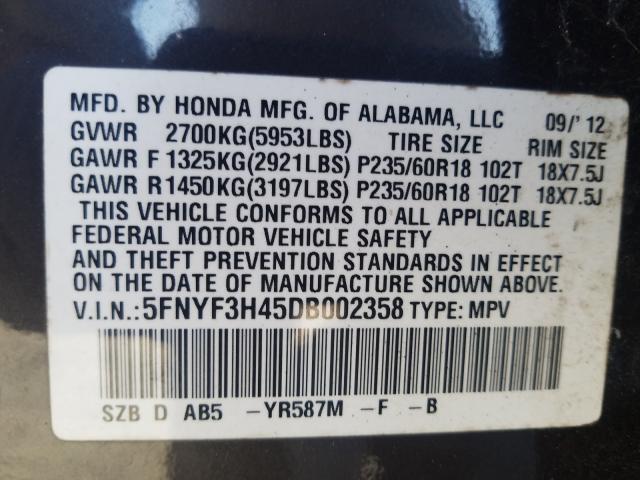 MFD. BY HONDA MFG. OF ALABAMA, LLC 09/'12
GVWR 2700KG(5953LBS) TIRE SIZE RIM SIZE
GAWR F 1325KG(2921LBS) P235/60R18 102T 18X7.5J
GAWR R1450KG(3197LBS) P235/60R18 102T 18X7.5J
THIS VEHICLE CONFORMS TO ALL APPLICABLE
FEDERAL MOTOR VEHICLE SAFETY
AND THEFT PREVENTION STANDARDS IN EFFECT
ON THE DATE OF MANUFACTURE SHOWN ABOVE.
V.I.N.:5FNYF3H45DB002358 TYPE: MPV
SZB D AB5 -YR587M -F -B